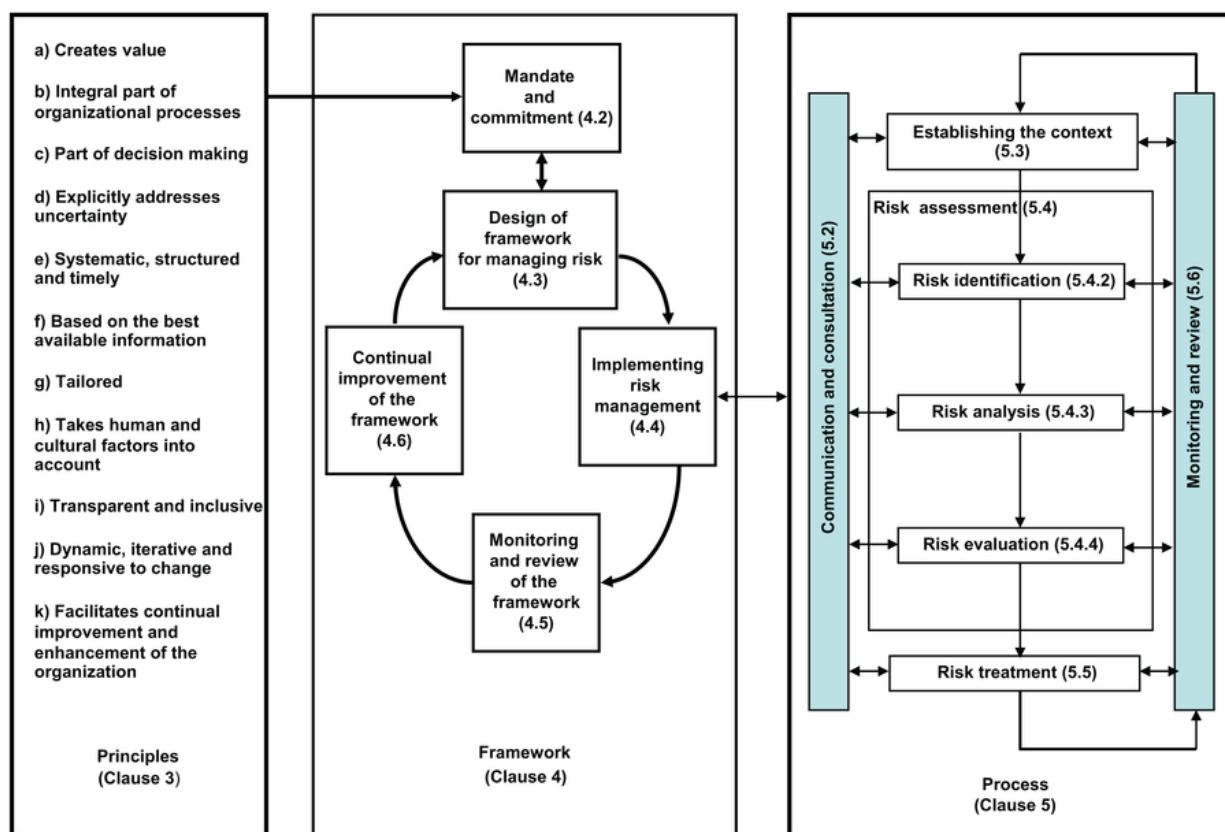 a) Creates value
b) Integral part of
organizational processes
c) Part of decision making
d) Explicitly addresses
uncertainty
e) Systematic, structured
and timely
f) Based on the best
available information
g) Tailored
h) Takes human and
cultural factors into
account
i) Transparent and inclusive
j) Dynamic, iterative and
responsive to change
k) Facilitates continual
improvement and
enhancement of the
organization
Principles
(Clause 3)
Mandate
and
commitment (4.2)
Design of
framework
for managing risk
(4.3)
Implementing
risk
management
(4.4)
Monitoring
and review
of the
framework
(4.5)
Continual
improvement
of the
framework
(4.6)
Framework
(Clause 4)
Communication and consultation (5.2)
Establishing the context
(5.3)
Risk assessment (5.4)
Risk identification (5.4.2)
Risk analysis (5.4.3)
Risk evaluation (5.4.4)
Risk treatment (5.5)
Monitoring and review (5.6)
Process
(Clause 5)